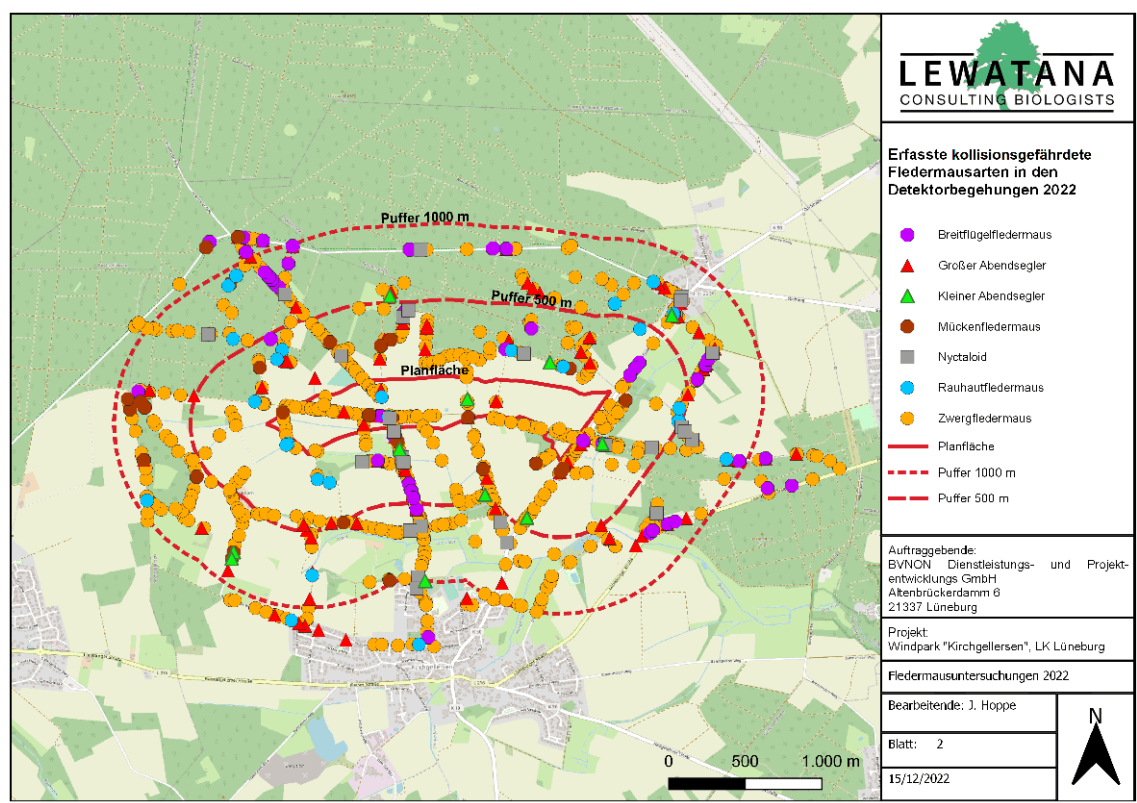 LEWATANA
CONSULTING BIOLOGISTS
Erfasste kollisionsgefährdete
Fledermausarten in den
Detektorbegehungen 2022
Breitflügelfledermaus
Großer Abendsegler
Kleiner Abendsegler
Mückenfledermaus
Nyctaloid
Rauhautfledermaus
Zwergfledermaus
Planfläche
Puffer 1000 m
Puffer 500 m
Auftraggebende:
BVNON Dienstleistungs- und Projekt-
entwicklungs GmbH
Altenbrückerdamm 6
21337 Lüneburg
Projekt:
Windpark "Kirchgellersen", LK Lüneburg
Fledermausuntersuchungen 2022
Bearbeitende: J. Hoppe
Blatt: 2
15/12/2022
N
Puffer 1000 m
Puffer 500 m
Planfläche
0 500 1.000 m